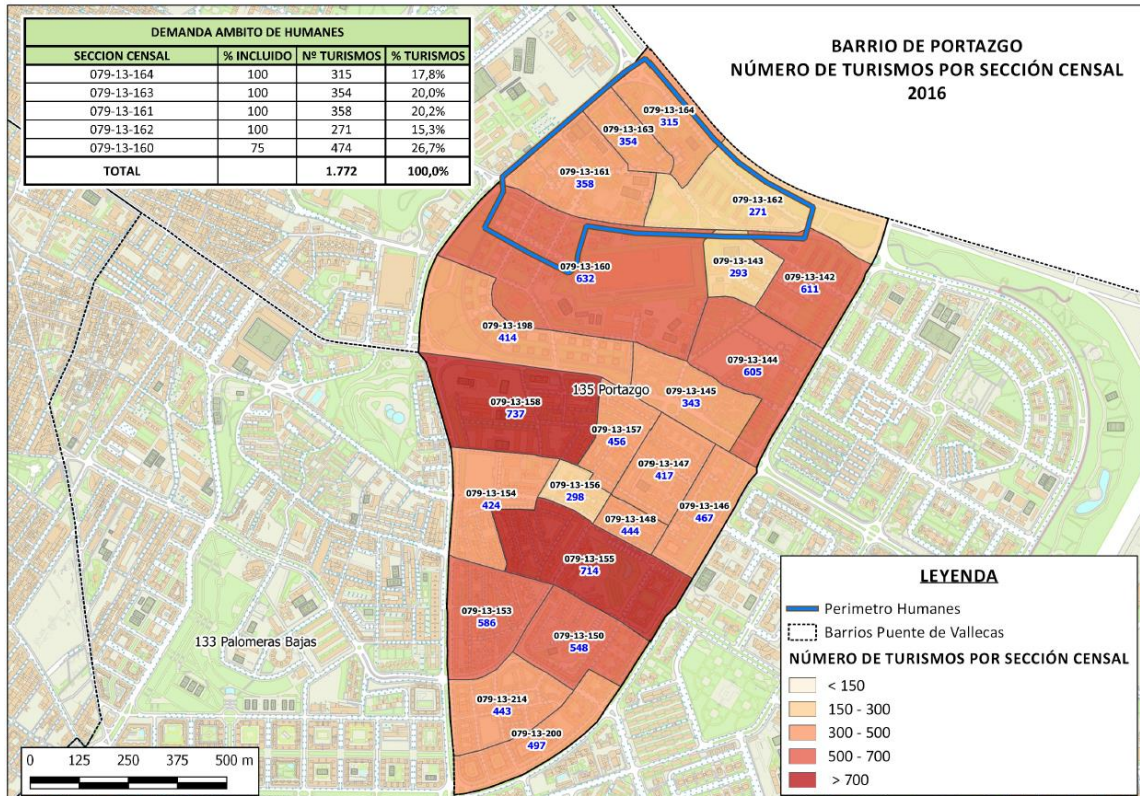 DEMANDA AMBITO DE HUMANES
SECCION CENSAL % INCLUIDO Nº TURISMOS % TURISMOS
079-13-164 100 315 17,8%
079-13-163 100 354 20,0%
079-13-161 100 358 20,2%
079-13-162 100 271 15,3%
079-13-160 75 474 26,7%
TOTAL 1.772 100,0%
BARRIO DE PORTAZGO
NÚMERO DE TURISMOS POR SECCIÓN CENSAL
2016
079-13-164
315
079-13-163
354
079-13-161
358
079-13-162
271
079-13-160
632
079-13-143
293
079-13-142
611
079-13-198
414
079-13-144
605
135 Portazgo
079-13-145
343
079-13-158
737
079-13-157
456
079-13-147
417
079-13-156
298
079-13-154
424
079-13-146
467
079-13-148
444
079-13-155
714
079-13-153
586
079-13-150
548
133 Palomeras Bajas
079-13-214
443
079-13-200
497
LEYENDA
Perimetro Humanes
Barrios Puente de Vallecas
NÚMERO DE TURISMOS POR SECCIÓN CENSAL
< 150
150 - 300
300 - 500
500 - 700
> 700
0 125 250 375 500 m